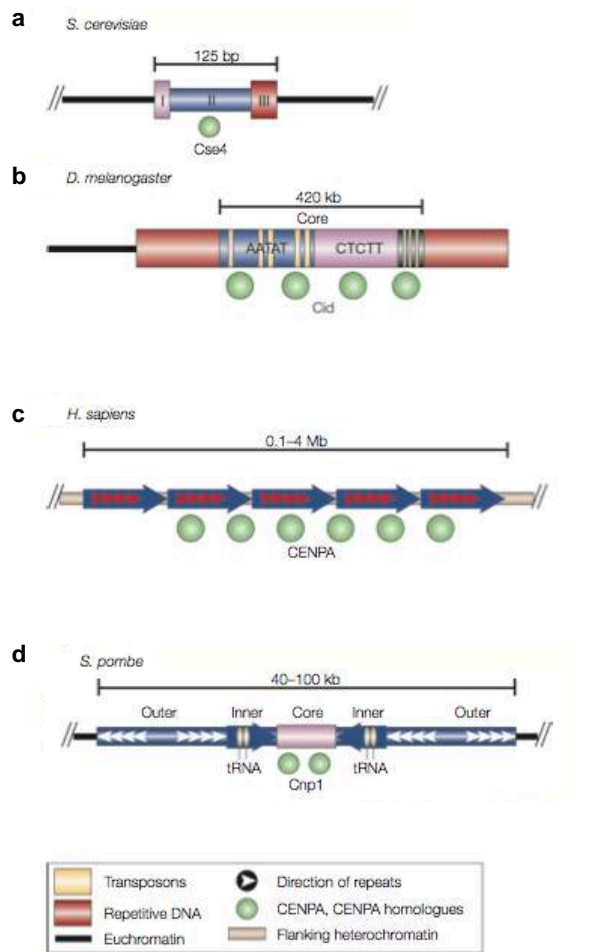 a
S. cerevisiae
125 bp
I II III
Cse4
b
D. melanogaster
420 kb
Core
AATAT CTCTT
Cid
c
H. sapiens
0.1–4 Mb
CENPA
d
S. pombe
40–100 kb
Outer Inner Core Inner Outer
tRNA tRNA
Cnp1
Transposons
Direction of repeats
Repetitive DNA
CENPA, CENPA homologues
Euchromatin
Flanking heterochromatin